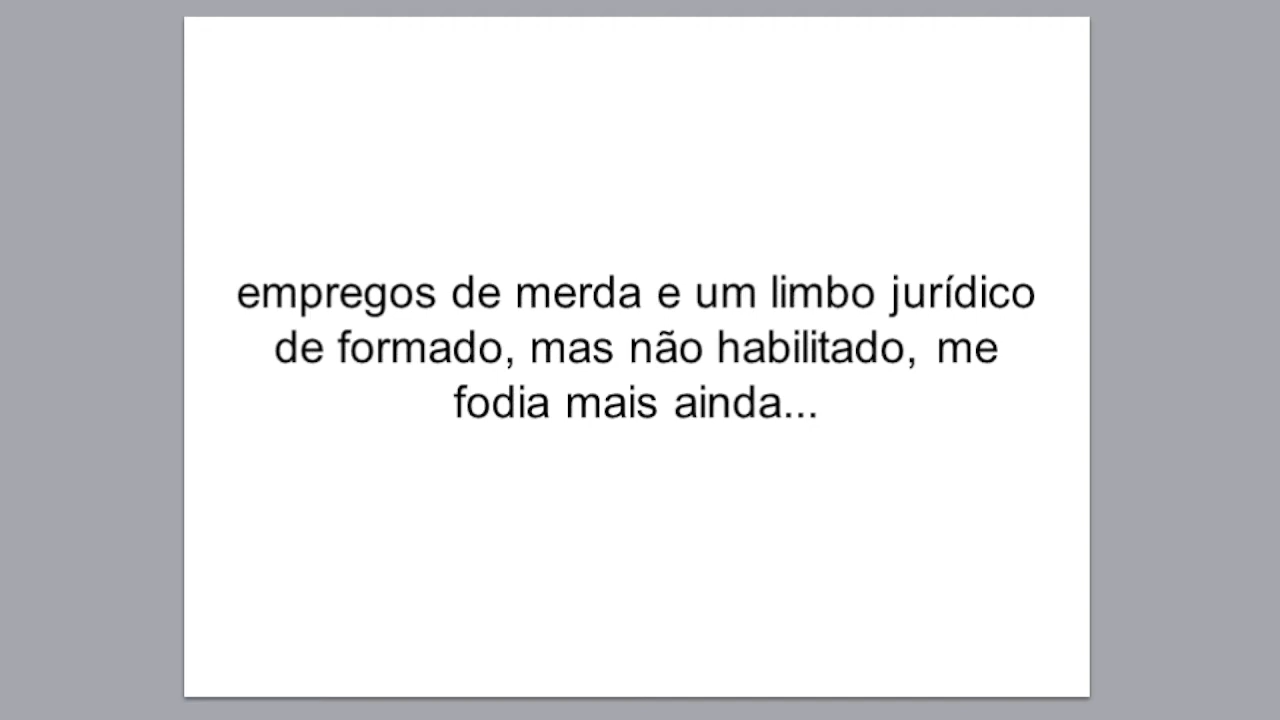 empregos de merda e um limbo jurídico
de formado, mas não habilitado, me
fodia mais ainda...